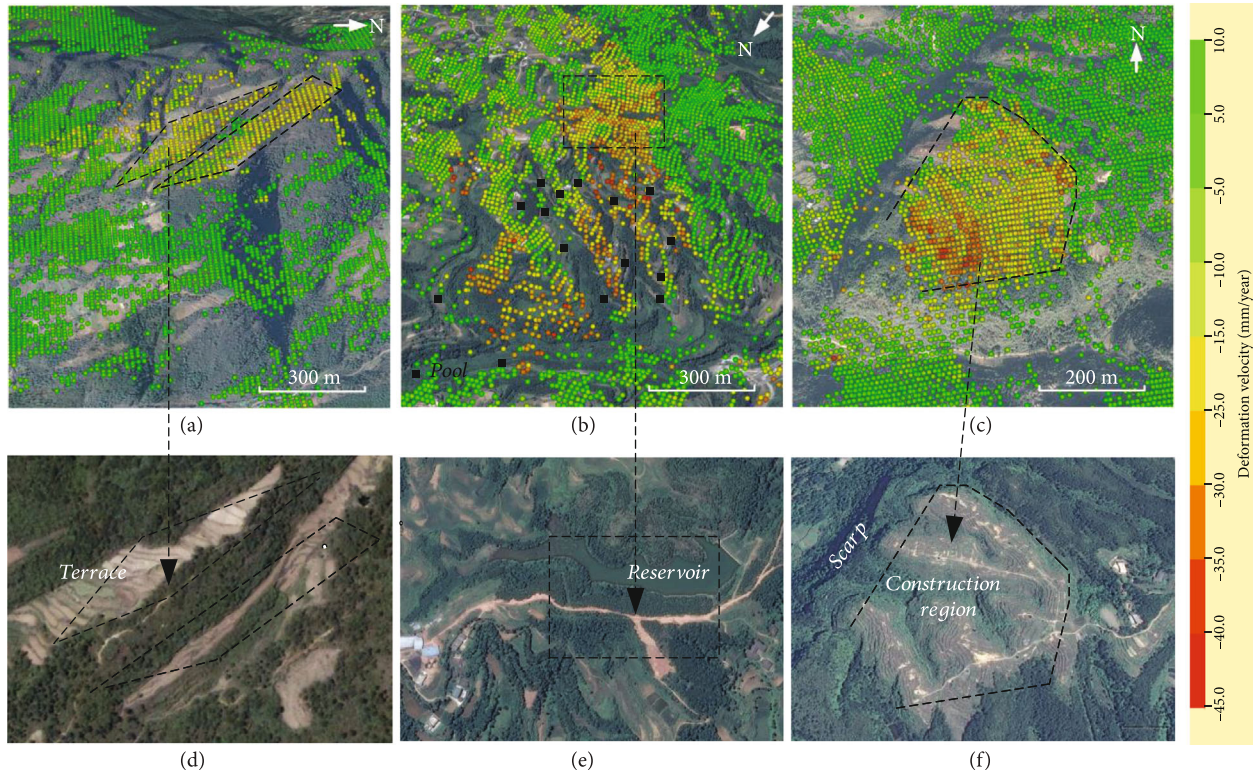 N
300 m
(a)
N
Pool
300 m
(b)
N
200 m
(c)
Terrace
(d)
Reservoir
(e)
Scarp
Construction
region
(f)
10.0
5.0
−5.0
−10.0
−15.0
−25.0
−30.0
−35.0
−40.0
−45.0
Deformation velocity (mm/year)